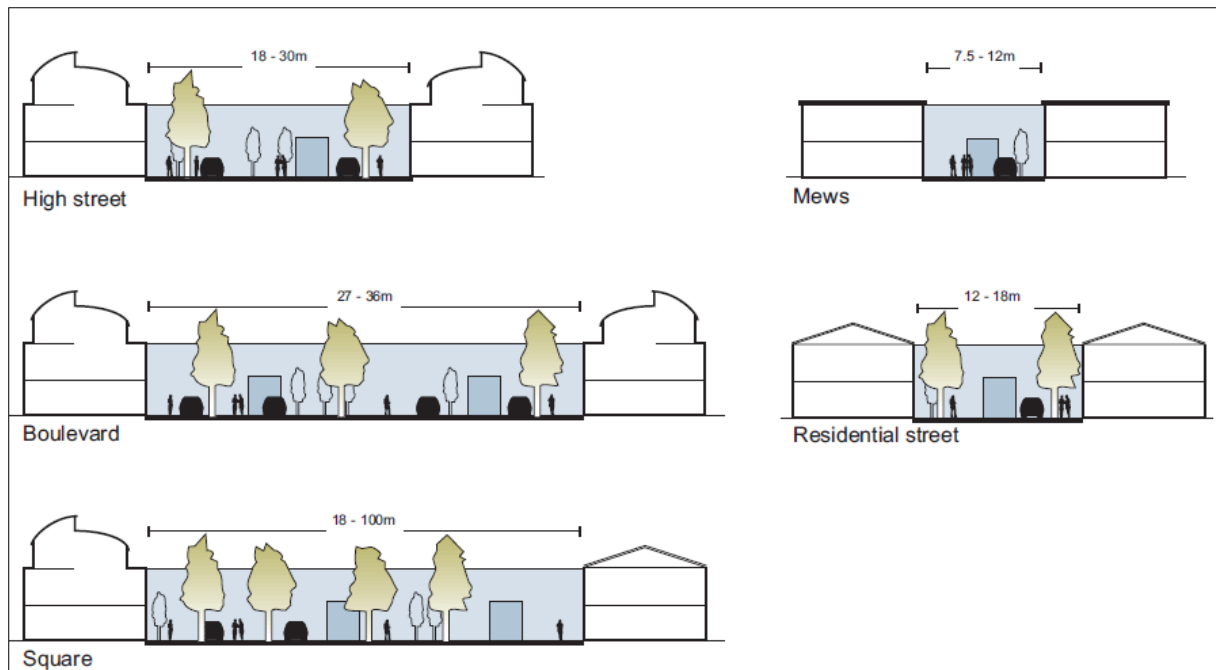 18 - 30m
High street
7.5 - 12m
Mews
27 - 36m
Boulevard
12 - 18m
Residential street
18 - 100m
Square